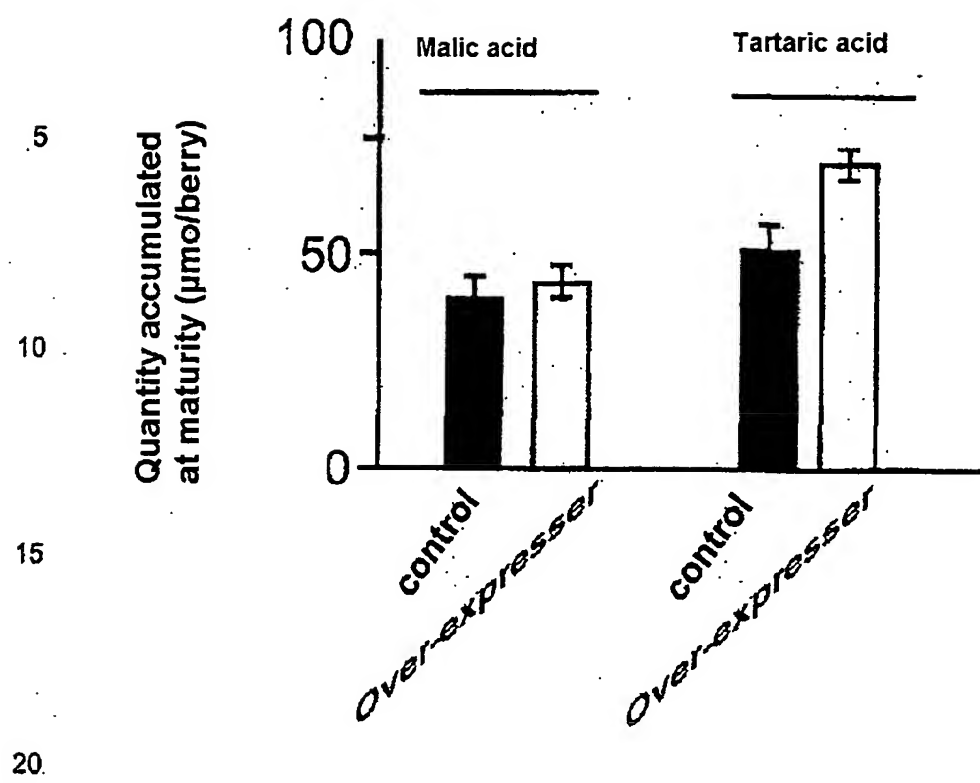 100
Malic acid
Tartaric acid
5
Quantity accumulated
at maturity (µmo/berry)
50
10
0
control
Over-expresser
control
Over-expresser
15
20